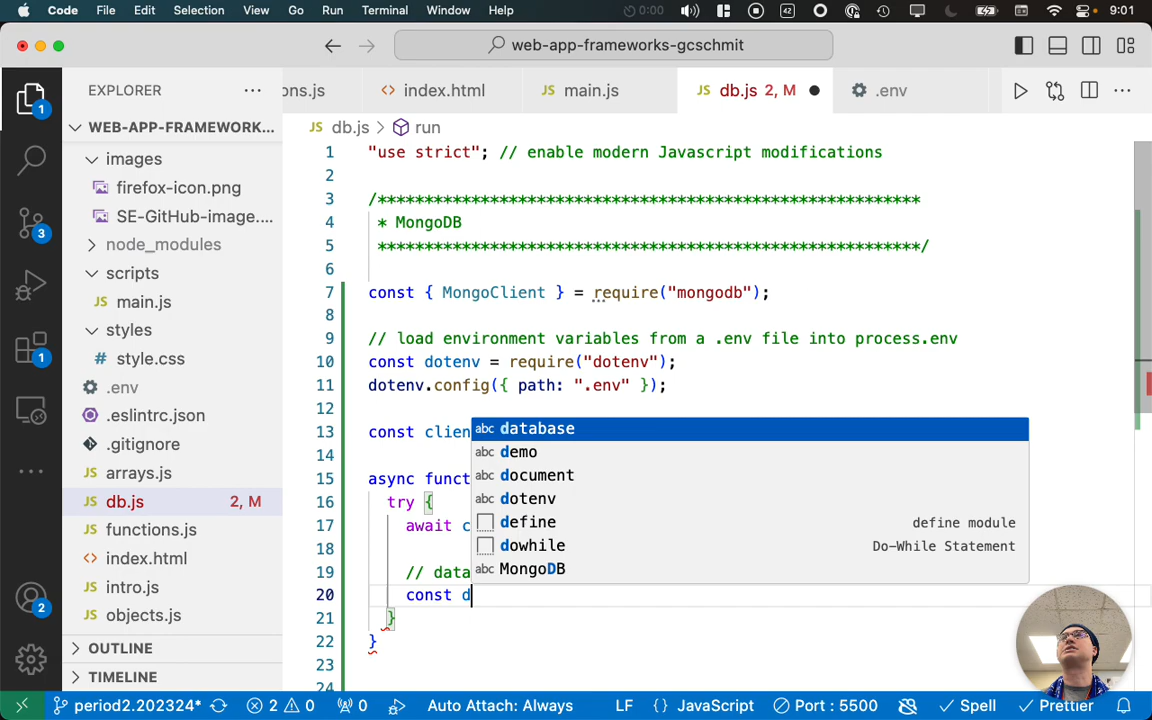 Code File Edit Selection View Go Run Terminal Window Help 0:00 42 9:01
web-app-frameworks-gcschmit
EXPLORER
ons.js index.html JS main.js JS db.js 2, M .env
WEB-APP-FRAMEWORK...
JS db.js > run
images
firefox-icon.png
SE-GitHub-image....
node_modules
scripts
JS main.js
styles
# style.css
.env
.eslintrc.json
.gitignore
JS arrays.js
JS db.js 2, M
JS functions.js
index.html
JS intro.js
JS objects.js
OUTLINE
TIMELINE
1
3
1
2
1 "use strict"; // enable modern Javascript modifications
2
3 /**********************************************************
4 * MongoDB
5 **********************************************************/
6
7 const { MongoClient } = require("mongodb");
8
9 // load environment variables from a .env file into process.env
10 const dotenv = require("dotenv");
11 dotenv.config({ path: ".env" });
12
13 const clien
14
15 async funct
16 try {
17 await c
18
19 // data
20 const d
21 }
22 }
23
24
abc database
abc demo
abc document
abc dotenv
define define module
dowhile Do-While Statement
abc MongoDB
period2.202324* 2 0 0 Auto Attach: Always LF {} JavaScript Port : 5500 Spell Prettier